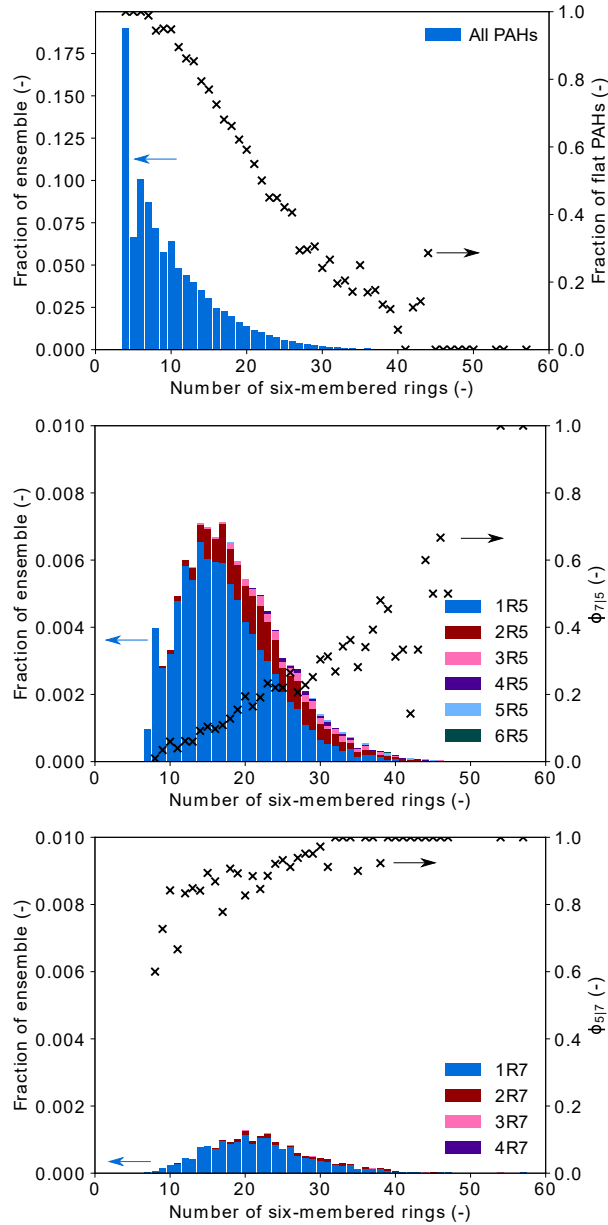 0.000
0.025
0.050
0.075
0.100
0.125
0.150
0.175
Fraction of ensemble (-)
All PAHs
0.0
0.2
0.4
0.6
0.8
1.0
Fraction of flat PAHs (-)
0 10 20 30 40 50 60
Number of six-membered rings (-)
0.000
0.002
0.004
0.006
0.008
0.010
Fraction of ensemble (-)
1R5
2R5
3R5
4R5
5R5
6R5
0.0
0.2
0.4
0.6
0.8
1.0
ϕ7|5 (-)
0 10 20 30 40 50 60
Number of six-membered rings (-)
0.000
0.002
0.004
0.006
0.008
0.010
Fraction of ensemble (-)
1R7
2R7
3R7
4R7
0.0
0.2
0.4
0.6
0.8
1.0
ϕ5|7 (-)
0 10 20 30 40 50 60
Number of six-membered rings (-)